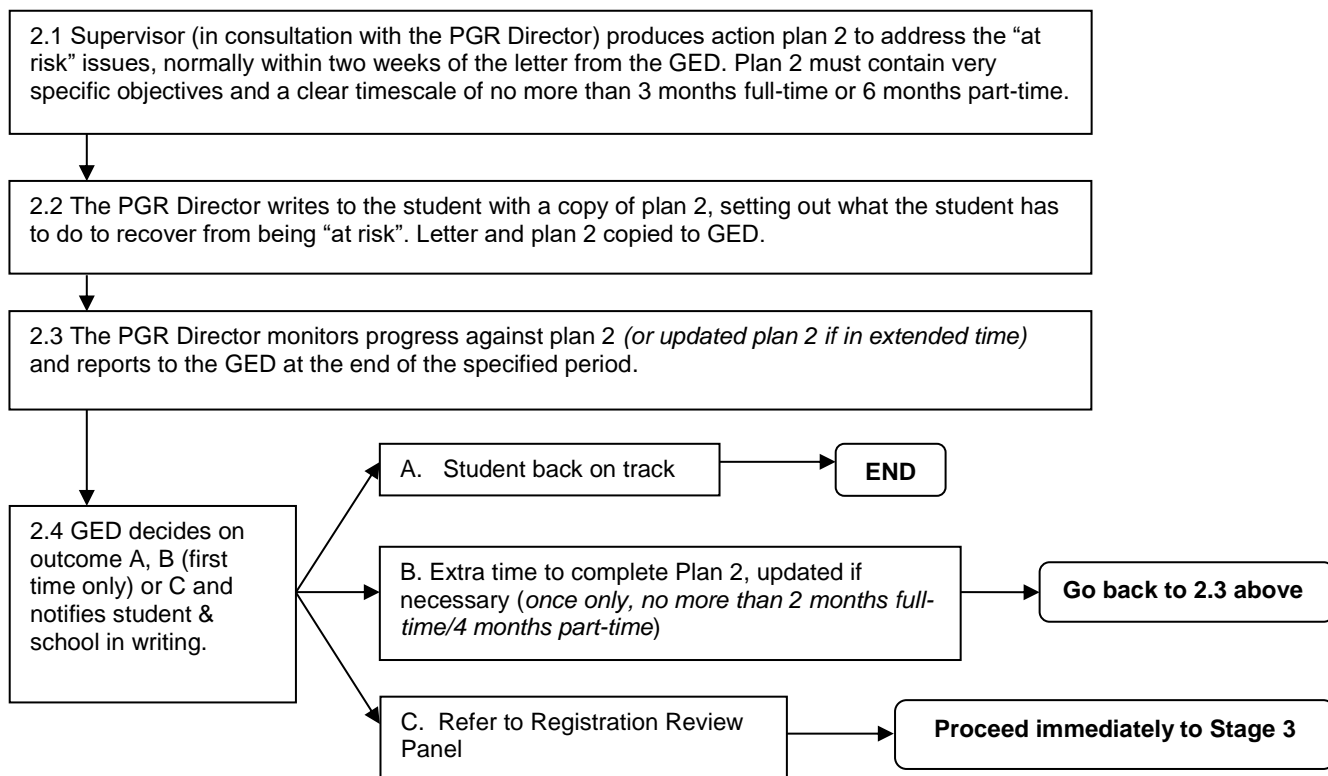 2.1 Supervisor (in consultation with the PGR Director) produces action plan 2 to address the “at
risk” issues, normally within two weeks of the letter from the GED. Plan 2 must contain very
specific objectives and a clear timescale of no more than 3 months full-time or 6 months part-time.
2.2 The PGR Director writes to the student with a copy of plan 2, setting out what the student has
to do to recover from being “at risk”. Letter and plan 2 copied to GED.
2.3 The PGR Director monitors progress against plan 2 (or updated plan 2 if in extended time)
and reports to the GED at the end of the specified period.
2.4 GED decides on
outcome A, B (first
time only) or C and
notifies student &
school in writing.
A. Student back on track
END
B. Extra time to complete Plan 2, updated if
necessary (once only, no more than 2 months full-
time/4 months part-time)
Go back to 2.3 above
C. Refer to Registration Review
Panel
Proceed immediately to Stage 3